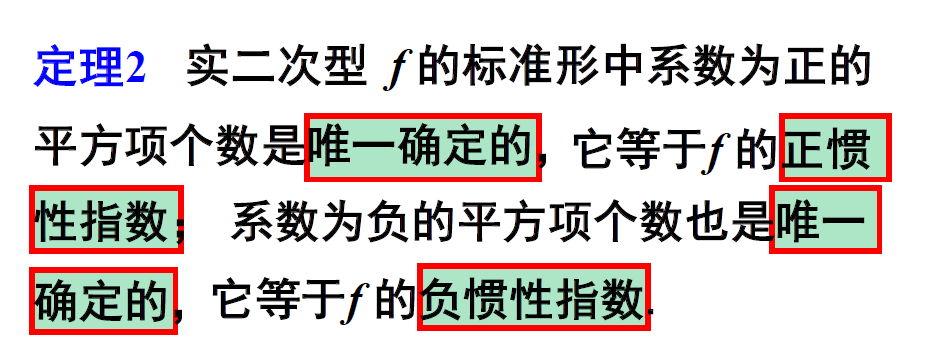 定理2 实二次型 f 的标准形中系数为正的
平方项个数是唯一确定的，它等于f 的正惯
性指数；系数为负的平方项个数也是唯一
确定的，它等于f 的负惯性指数.